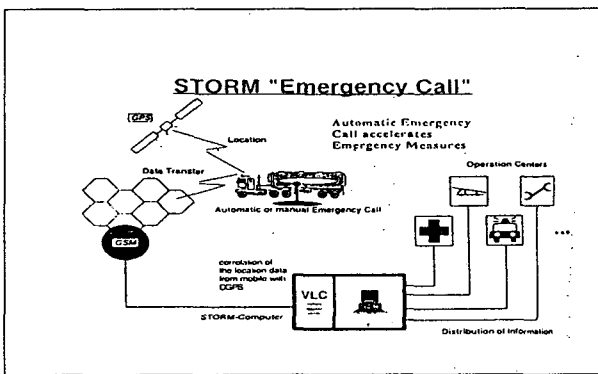 STORM "Emergency Call"
GPS
Location
Automatic Emergency
Call accelerates
Emergency Measures
Data Transfer
Operation Centers
Automatic or manual Emergency Call
GSM
correlation of
the location data
from mobile with
DGPS
VLC
STORM-Computer
Distribution of Information
...